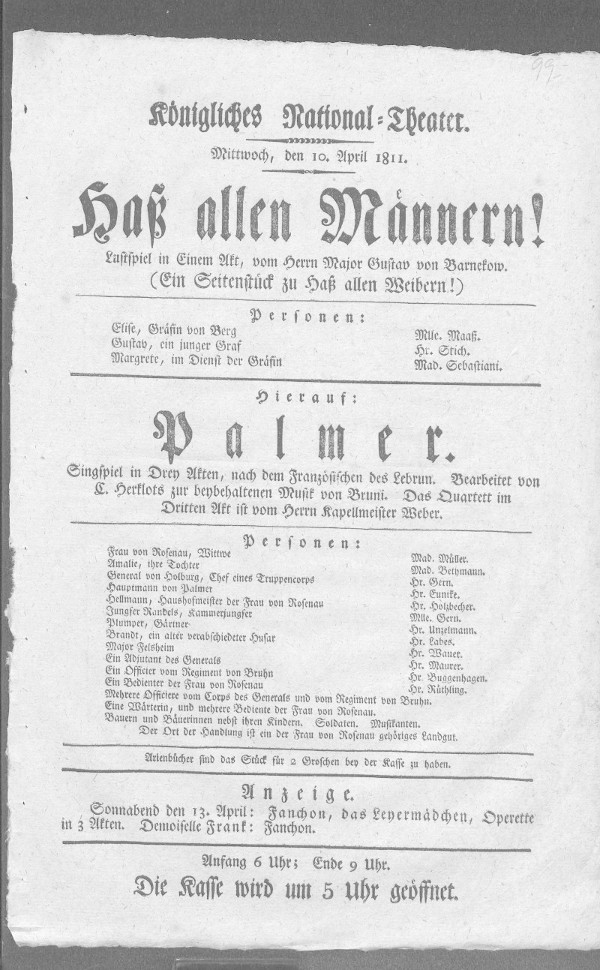 99
Königliches National-Theater.
Mittwoch, den 10. April 1811.
Haß allen Männern!
Lustspiel in Einem Akt, vom Herrn Major Gustav von Barnekow.
(Ein Seitenstück zu Haß allen Weibern!)
Personen:
Elise, Gräfin von Berg Mlle. Maaß.
Gustav, ein junger Graf Hr. Stich.
Margrete, im Dienst der Gräfin Mad. Sebastiani.
Hierauf:
Palmer.
Singspiel in Drey Akten, nach dem Französischen des Lebrun. Bearbeitet von
C. Herklots zur beybehaltenen Musik von Bruni. Das Quartett im
Dritten Akt ist vom Herrn Kapellmeister Weber.
Personen:
Frau von Rosenau, Wittwe Mad. Müller.
Amalie, ihre Tochter Mad. Bethmann.
General von Holburg, Chef eines Truppencorps Hr. Gern.
Hauptmann von Palmer Hr. Eunike.
Hellmann, Haushofmeister der Frau von Rosenau Hr. Holzbecher.
Jungfer Randels, Kammerjungfer Mlle. Gern.
Plumper, Gärtner Hr. Unzelmann.
Brandt, ein alter verabschiedeter Husar Hr. Labes.
Major Felsheim Hr. Wauer.
Ein Adjutant des Generals Hr. Maurer.
Ein Officier vom Regiment von Bruhn Hr. Buggenhagen.
Ein Bedienter der Frau von Rosenau Hr. Rüthling.
Mehrere Officiere vom Corps des Generals und vom Regiment von Bruhn.
Eine Wärterin, und mehrere Bediente der Frau von Rosenau.
Bauern und Bäuerinnen nebst ihren Kindern. Soldaten. Musikanten.
Der Ort der Handlung ist ein der Frau von Rosenau gehöriges Landgut.
Arienbücher sind das Stück für 2 Groschen bey der Kasse zu haben.
Anzeige.
Sonnabend den 13. April: Fanchon, das Leyermädchen, Operette
in 3 Akten. Demoiselle Frank: Fanchon.
Anfang 6 Uhr; Ende 9 Uhr.
Die Kasse wird um 5 Uhr geöffnet.